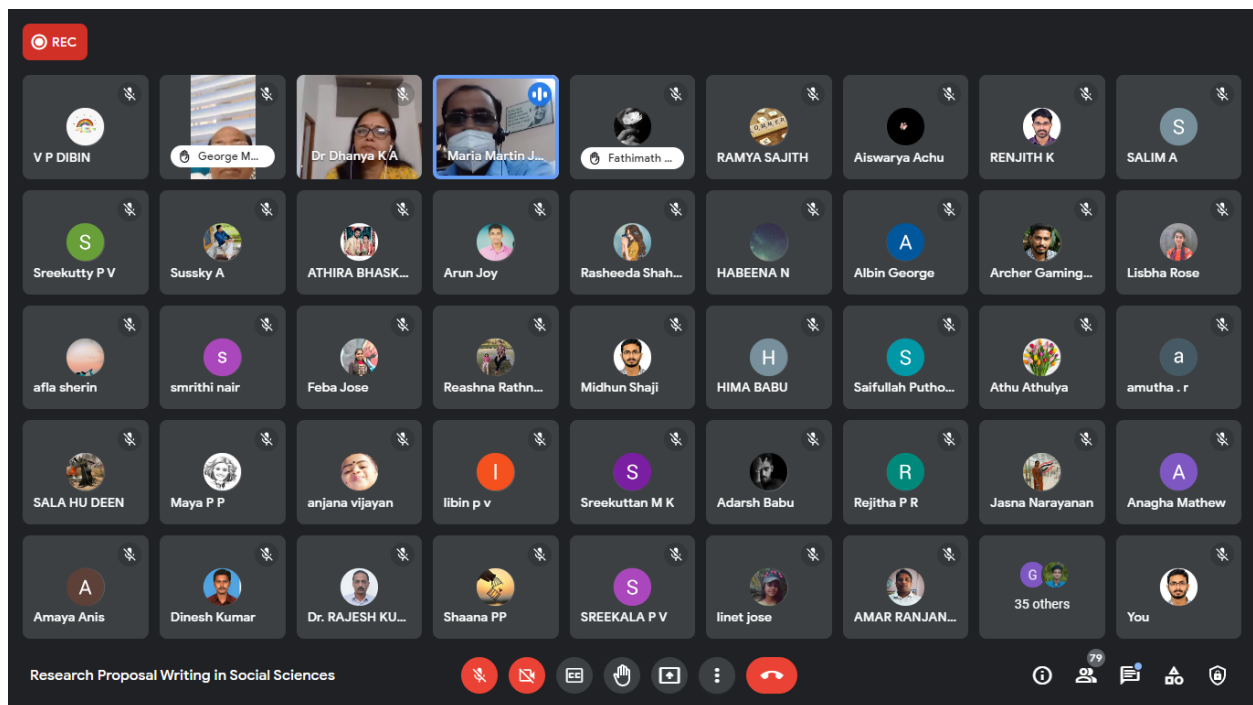 REC
V P DIBIN
George M...
Dr Dhanya K A
Maria Martin J...
Fathimath ...
RAMYA SAJITH
Aiswarya Achu
RENJITH K
S
SALIM A
S
Sreekutty P V
Sussky A
ATHIRA BHASK...
Arun Joy
Rasheeda Shah...
HABEENA N
A
Albin George
Archer Gaming...
Lisbha Rose
afla sherin
s
smrithi nair
Feba Jose
Reashna Rathn...
Midhun Shaji
H
HIMA BABU
S
Saifullah Putho...
Athu Athulya
a
amutha . r
SALA HU DEEN
Maya P P
anjana vijayan
l
libin p v
S
Sreekuttan M K
Adarsh Babu
R
Rejitha P R
Jasna Narayanan
A
Anagha Mathew
A
Amaya Anis
Dinesh Kumar
Dr. RAJESH KU...
Shaana PP
S
SREEKALA P V
linet jose
AMAR RANJAN...
G
35 others
You
Research Proposal Writing in Social Sciences
CC
79